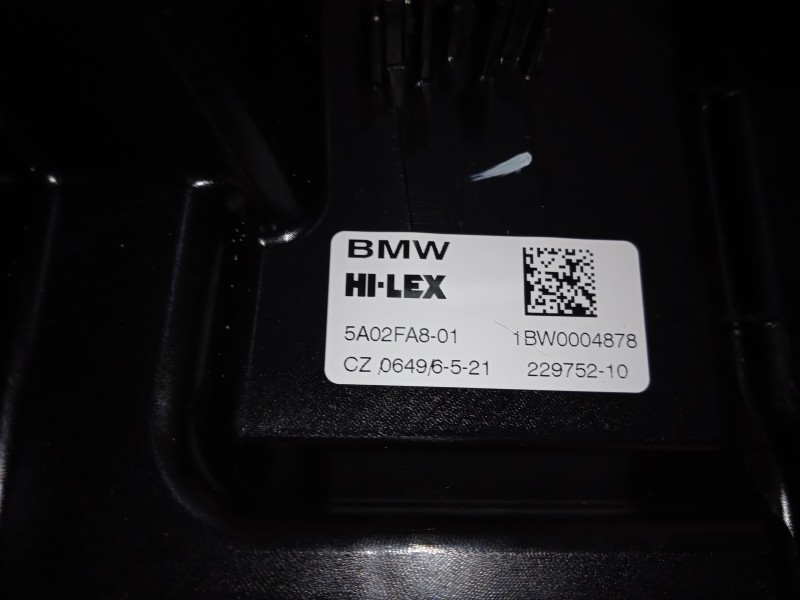 BMW
HI-LEX
5A02FA8-01 1BW0004878
CZ /0649/6-5-21 229752-10